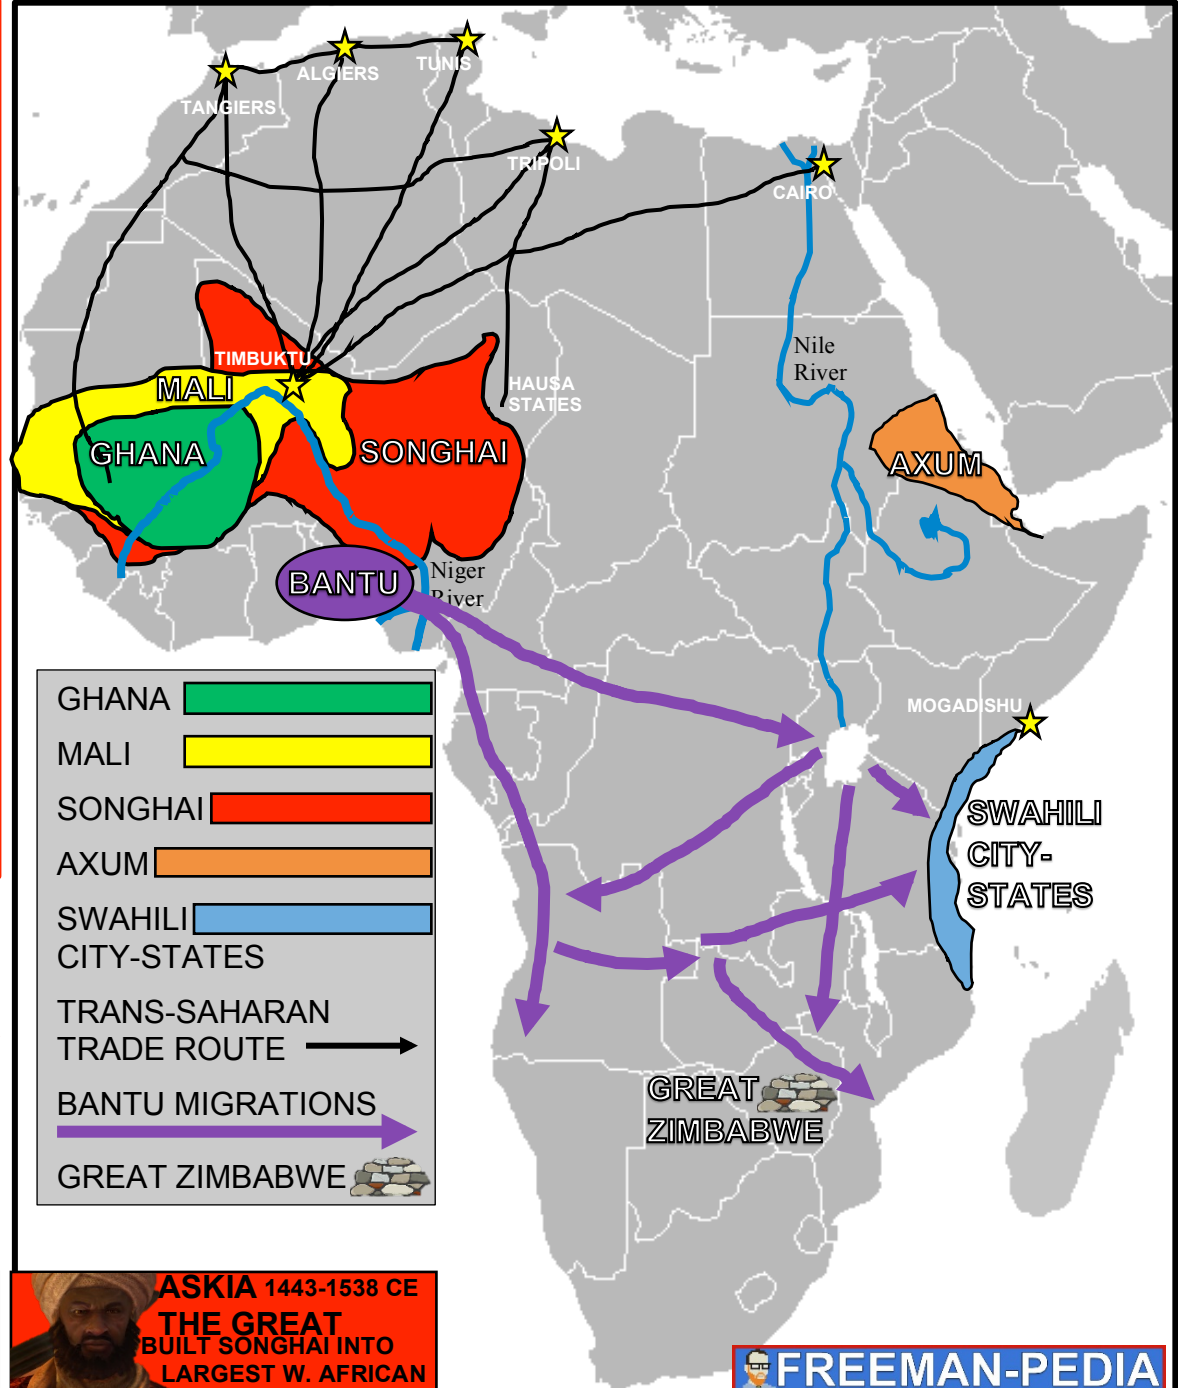 TANGIERS
ALGIERS
TUNIS
TRIPOLI
CAIRO
TIMBUKTU
MALI
GHANA
SONGHAI
HAUSA
STATES
Nile
River
AXUM
BANTU
Niger
River
MOGADISHU
SWAHILI
CITY-
STATES
GREAT
ZIMBABWE
GHANA
MALI
SONGHAI
AXUM
SWAHILI
CITY-STATES
TRANS-SAHARAN
TRADE ROUTE
BANTU MIGRATIONS
GREAT ZIMBABWE
ASKIA 1443-1538 CE
THE GREAT
BUILT SONGHAI INTO
LARGEST W. AFRICAN
FREEMAN-PEDIA